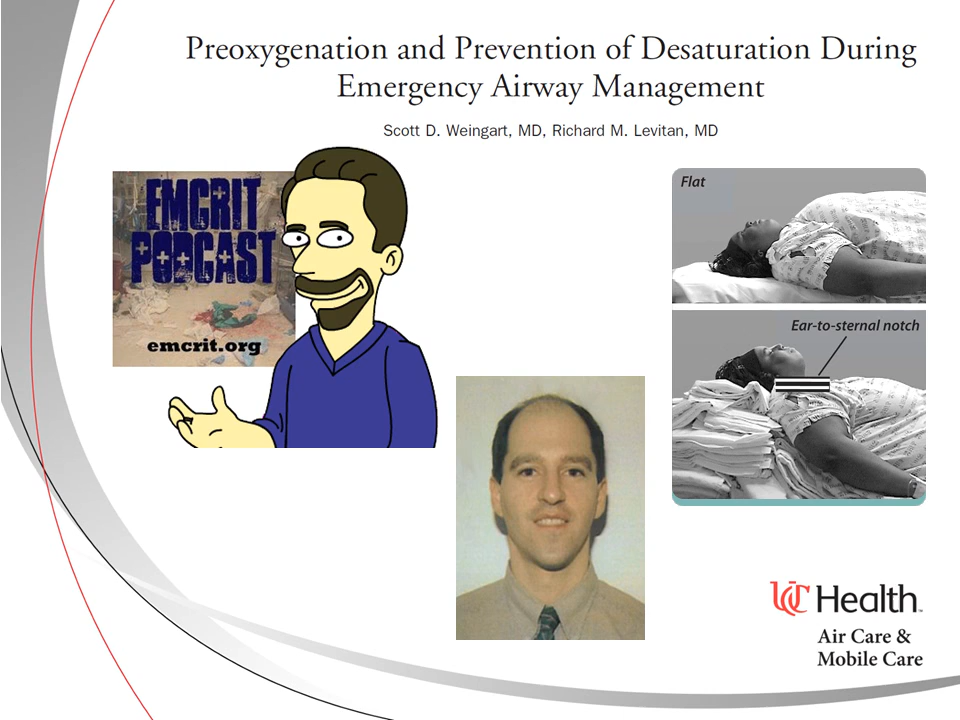 Preoxygenation and Prevention of Desaturation During
Emergency Airway Management
Scott D. Weingart, MD, Richard M. Levitan, MD
EMCRIT
PODCAST
emcrit.org
Flat
Ear-to-sternal notch
UC Health™
Air Care &
Mobile Care